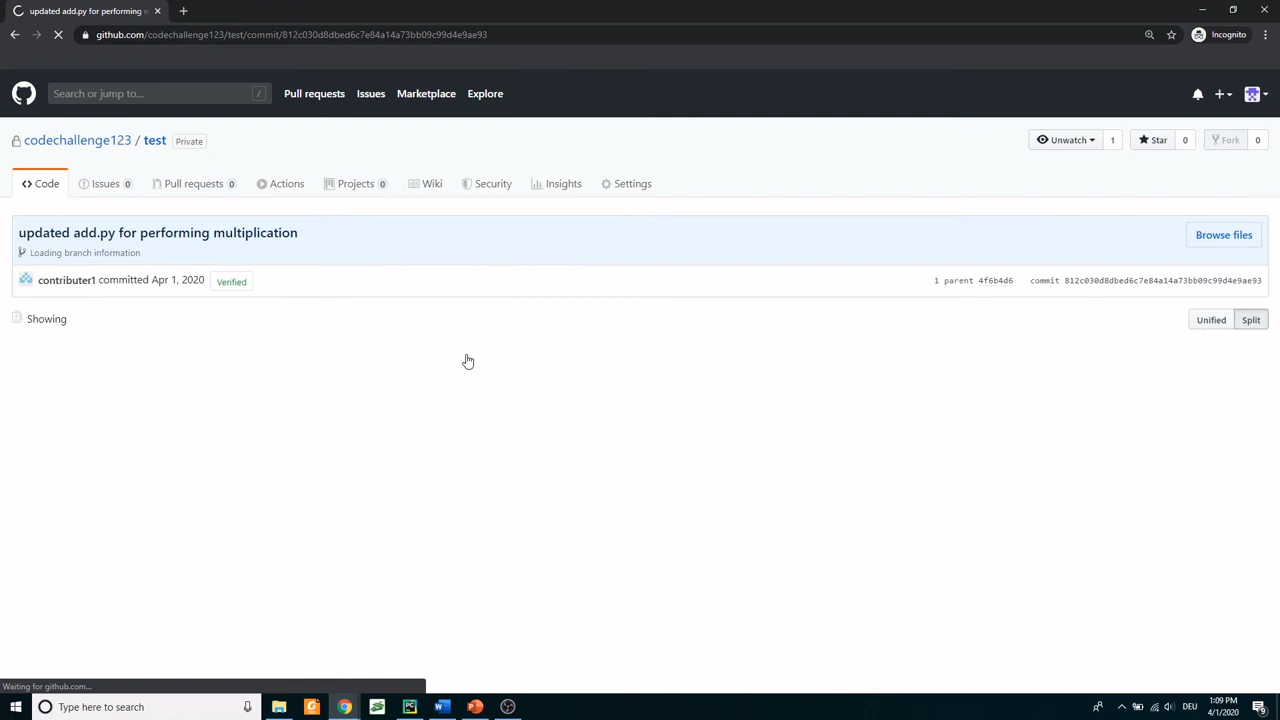 updated add.py for performing m
github.com/codechallenge123/test/commit/812c030d8dbed6c7e84a14a73bb09c99d4e9ae93
Incognito
Search or jump to...
/
Pull requests
Issues
Marketplace
Explore
codechallenge123 / test
Private
Unwatch
1
Star
0
Fork
0
Code
Issues 0
Pull requests 0
Actions
Projects 0
Wiki
Security
Insights
Settings
updated add.py for performing multiplication
Browse files
Loading branch information
contributer1 committed Apr 1, 2020
Verified
1 parent 4f6b4d6
commit 812c030d8dbed6c7e84a14a73bb09c99d4e9ae93
Showing
Unified
Split
Waiting for github.com...
Type here to search
DEU
1:09 PM
4/1/2020